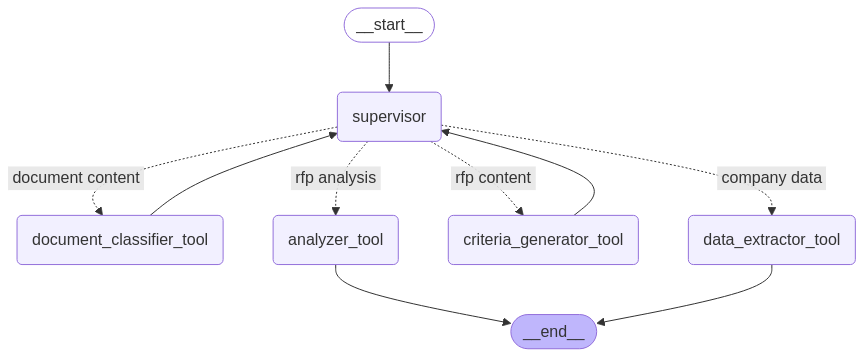 __start__
supervisor
document content
rfp analysis
rfp content
company data
document_classifier_tool
analyzer_tool
criteria_generator_tool
data_extractor_tool
__end__